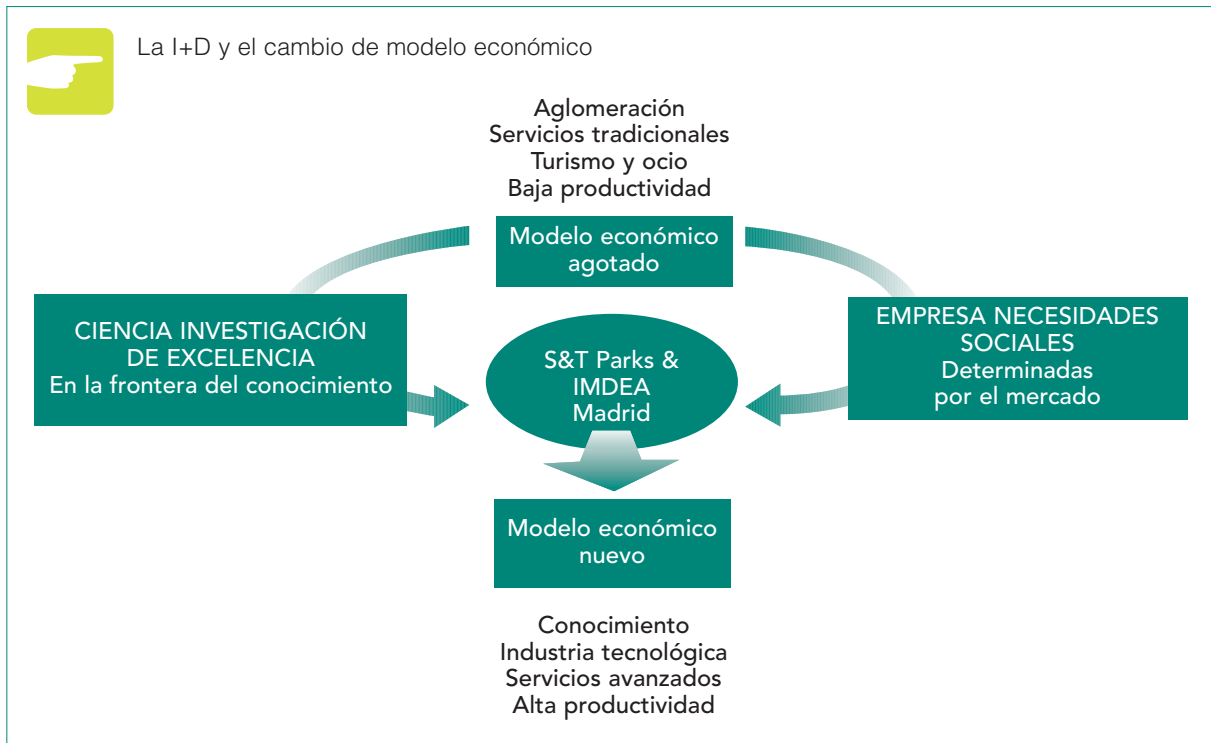 La I+D y el cambio de modelo económico
Aglomeración
Servicios tradicionales
Turismo y ocio
Baja productividad
Modelo económico
agotado
CIENCIA INVESTIGACIÓN
DE EXCELENCIA
En la frontera del conocimiento
S&T Parks &
IMDEA
Madrid
EMPRESA NECESIDADES
SOCIALES
Determinadas
por el mercado
Modelo económico
nuevo
Conocimiento
Industria tecnológica
Servicios avanzados
Alta productividad